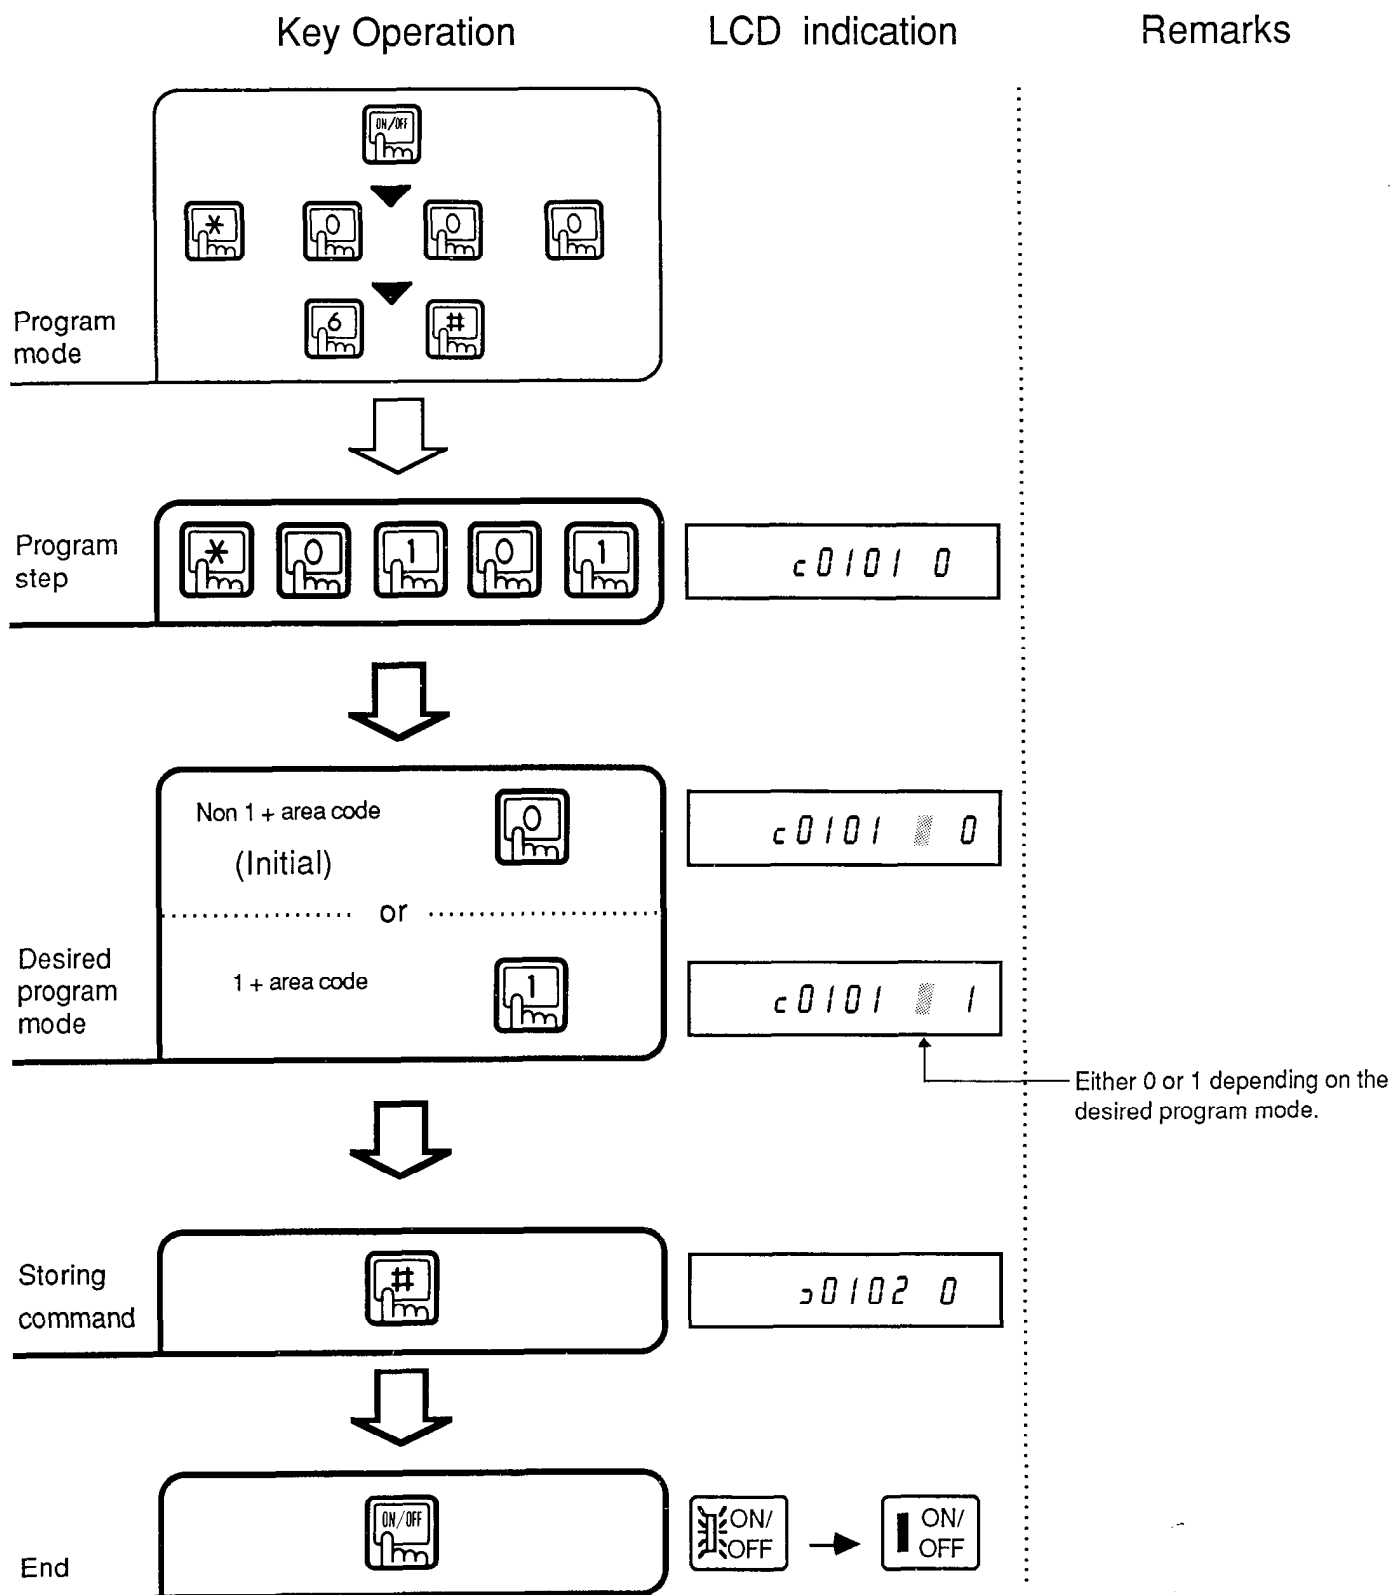 Key Operation LCD indication Remarks
ON/OFF
* 0 0 0
6 #
Program
mode
Program
step
* 0 1 0 1
c0101 0
Non 1 + area code
(Initial)
0
c0101 0
or
Desired
program
mode
1 + area code
1
c0101 1
Either 0 or 1 depending on the
desired program mode.
Storing
command
#
ɔ0102 0
End
ON/OFF
ON/
OFF
ON/
OFF